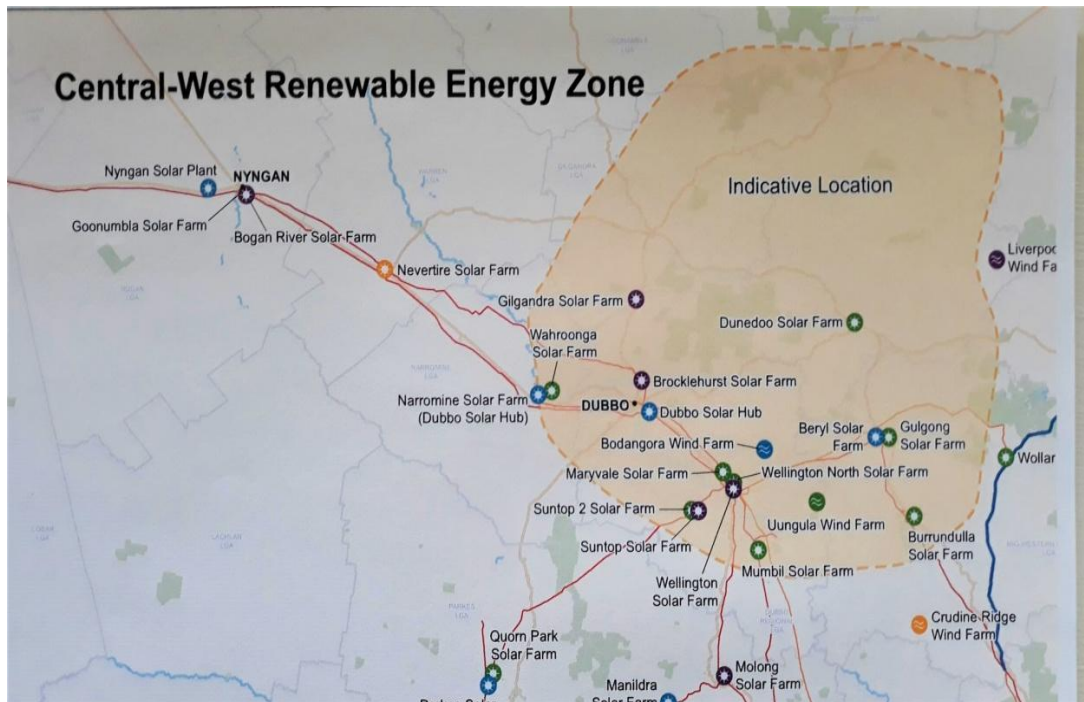 Central-West Renewable Energy Zone
Indicative Location
Nyngan Solar Plant
NYNGAN
Goonumbla Solar Farm
Bogan River Solar Farm
Nevertire Solar Farm
Liverpoo
Wind Fa
Gilgandra Solar Farm
Dunedoo Solar Farm
Wahroonga
Solar Farm
Brocklehurst Solar Farm
Narromine Solar Farm
(Dubbo Solar Hub)
DUBBO
Dubbo Solar Hub
Bodangora Wind Farm
Beryl Solar
Farm
Gulgong
Solar Farm
Wollar
Maryvale Solar Farm
Wellington North Solar Farm
Suntop 2 Solar Farm
Uungula Wind Farm
Suntop Solar Farm
Burrundulla
Solar Farm
Mumbil Solar Farm
Wellington
Solar Farm
Crudine Ridge
Wind Farm
Quorn Park
Solar Farm
Molong
Solar Farm
Manildra
Solar Farm